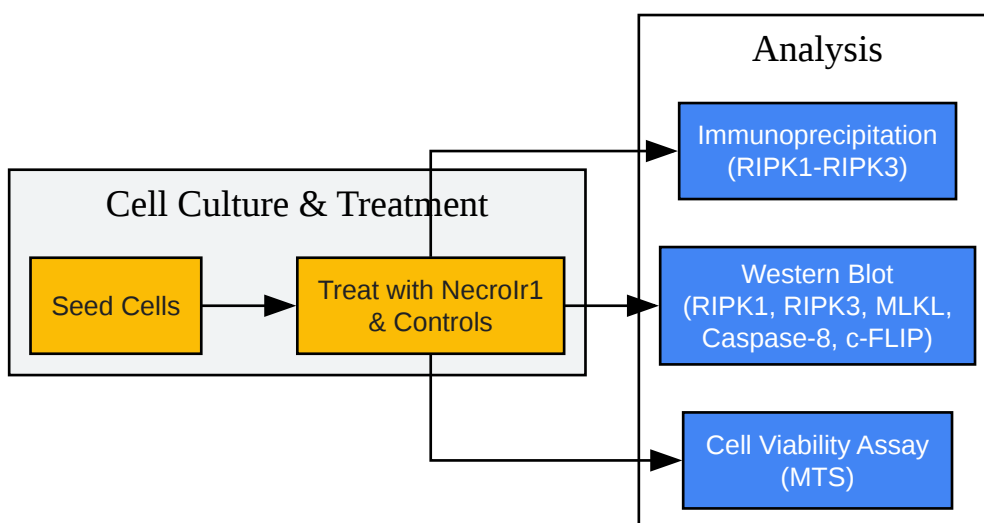 Cell Culture & Treatment
Seed Cells
Treat with NecroIr1
& Controls
Analysis
Immunoprecipitation
(RIPK1-RIPK3)
Western Blot
(RIPK1, RIPK3, MLKL,
Caspase-8, c-FLIP)
Cell Viability Assay
(MTS)